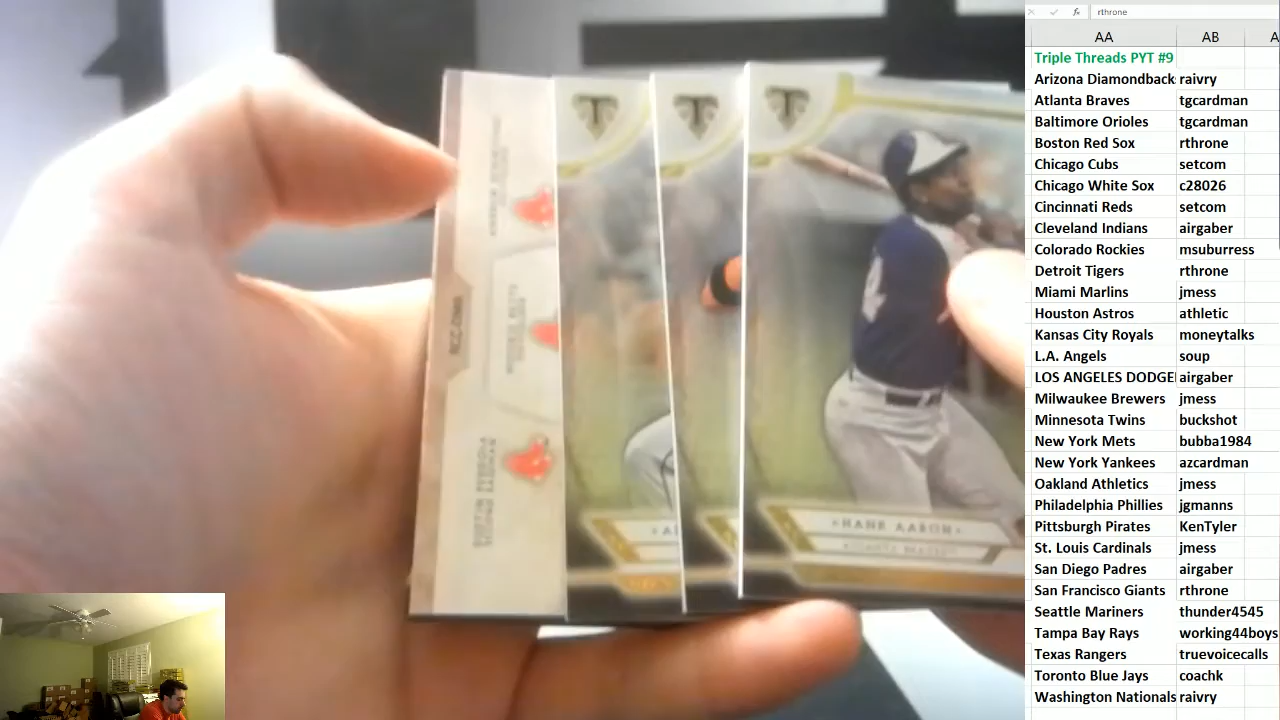 rthrone
AA AB A
Triple Threads PYT #9
Arizona Diamondback raivry
Atlanta Braves tgcardman
Baltimore Orioles tgcardman
Boston Red Sox rthrone
Chicago Cubs setcom
Chicago White Sox c28026
Cincinnati Reds setcom
Cleveland Indians airgaber
Colorado Rockies msuburress
Detroit Tigers rthrone
Miami Marlins jmess
Houston Astros athletic
Kansas City Royals moneytalks
L.A. Angels soup
LOS ANGELES DODGE airgaber
Milwaukee Brewers jmess
Minnesota Twins buckshot
New York Mets bubba1984
New York Yankees azcardman
Oakland Athletics jmess
Philadelphia Phillies jgmanns
Pittsburgh Pirates KenTyler
St. Louis Cardinals jmess
San Diego Padres airgaber
San Francisco Giants rthrone
Seattle Mariners thunder4545
Tampa Bay Rays working44boys
Texas Rangers truevoicecalls
Toronto Blue Jays coachk
Washington Nationals raivry
HANK AARON
ATLANTA BRAVES